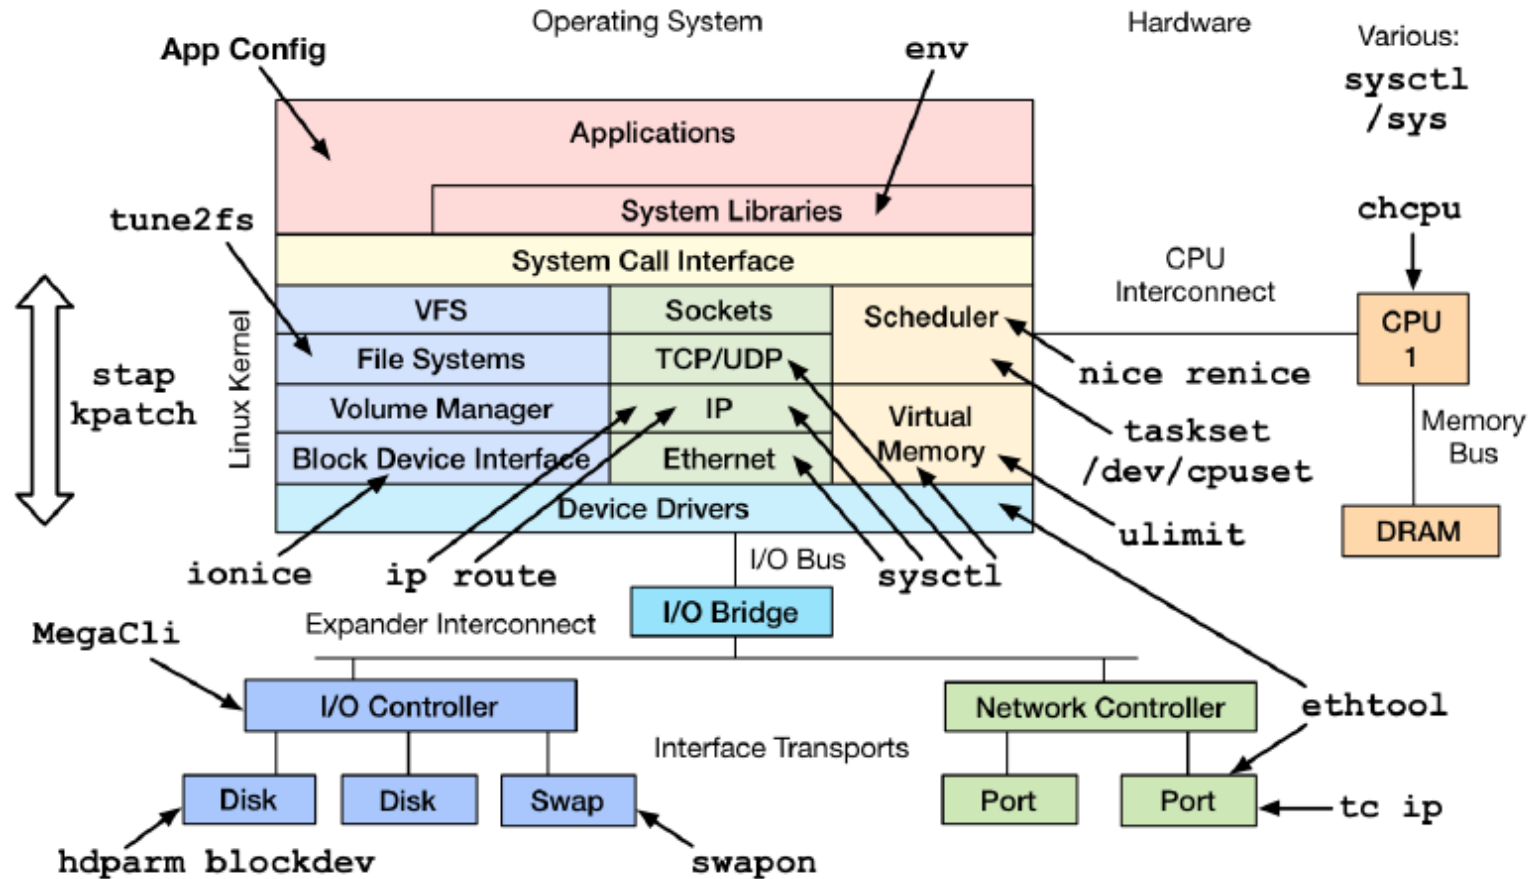 Operating System
Hardware
Various:
sysctl
/sys
App Config
env
Applications
System Libraries
tune2fs
chcpu
System Call Interface
CPU
Interconnect
VFS
Sockets
Scheduler
CPU
1
Linux Kernel
File Systems
TCP/UDP
nice renice
stap
kpatch
Volume Manager
IP
Virtual
Memory
taskset
/dev/cpuset
Memory
Bus
Block Device Interface
Ethernet
Device Drivers
ulimit
DRAM
ionice
ip route
I/O Bus
sysctl
I/O Bridge
Expander Interconnect
MegaCli
I/O Controller
Network Controller
ethtool
Interface Transports
Disk
Disk
Swap
Port
Port
tc ip
hdparm blockdev
swapon